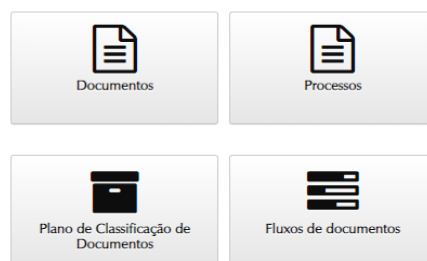 Documentos
Processos
Plano de Classificação de
Documentos
Fluxos de documentos